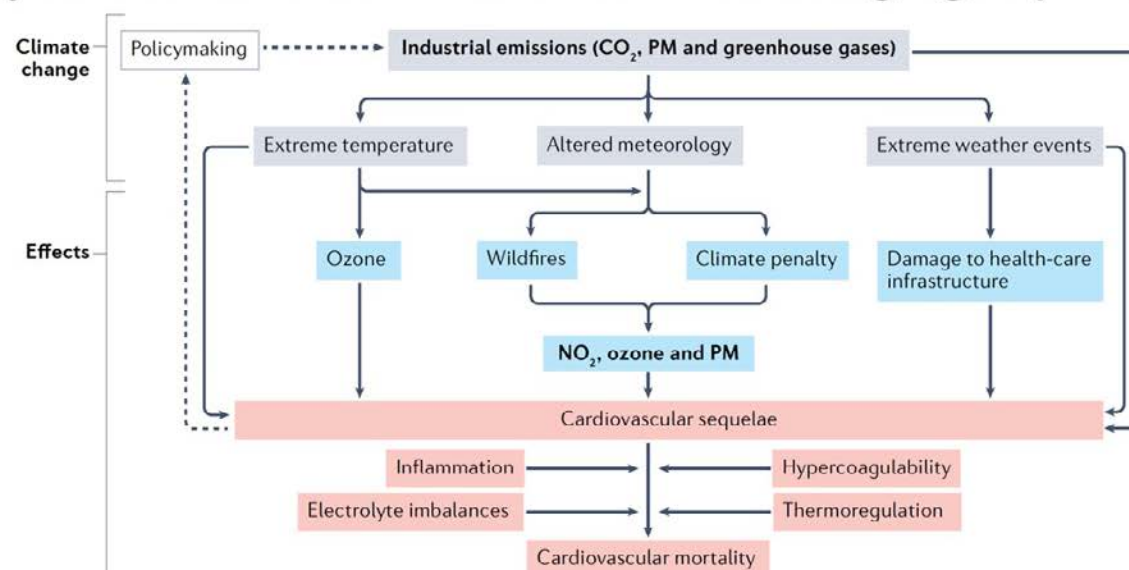 Climate
change
Policymaking
Industrial emissions (CO₂, PM and greenhouse gases)
Extreme temperature
Altered meteorology
Extreme weather events
Effects
Ozone
Wildfires
Climate penalty
Damage to health-care
infrastructure
NO₂, ozone and PM
Cardiovascular sequelae
Inflammation
Hypercoagulability
Electrolyte imbalances
Thermoregulation
Cardiovascular mortality